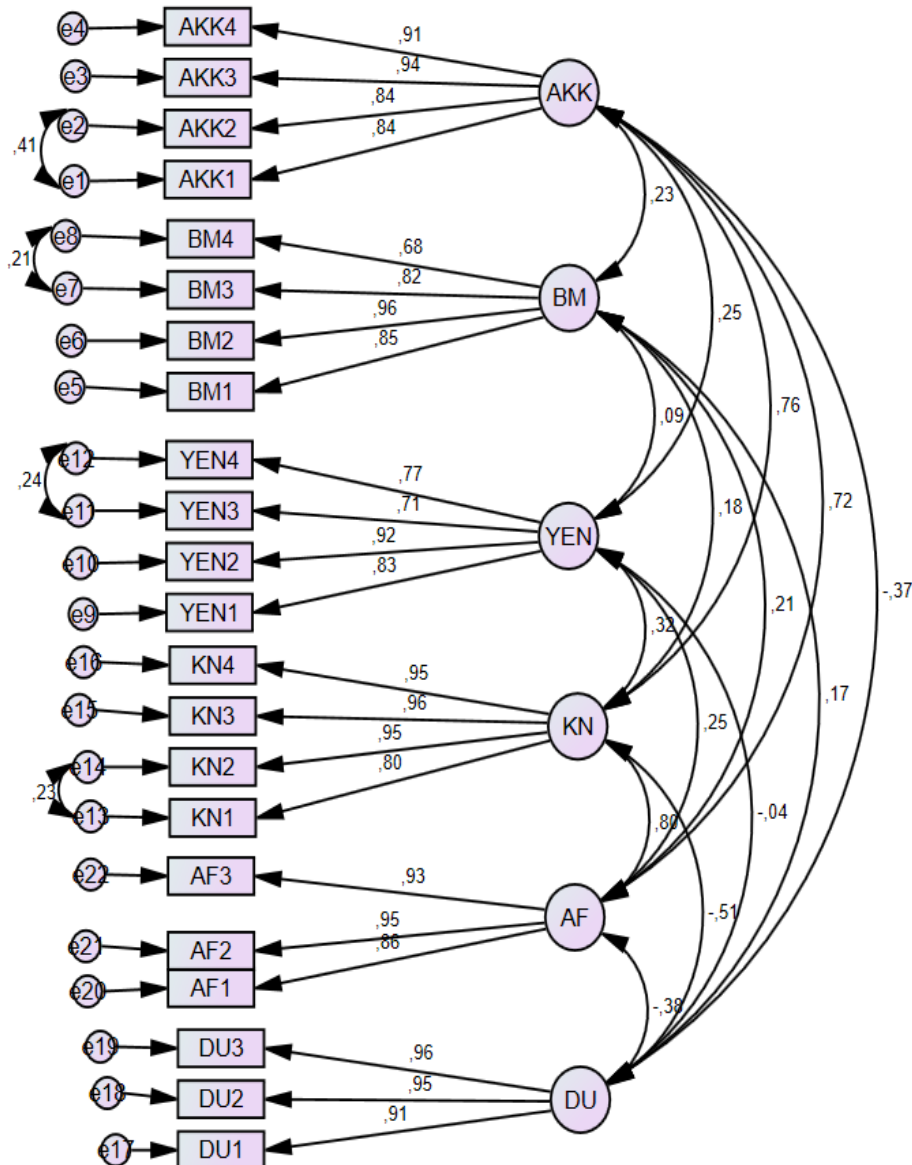 e4 AKK4 ,91
e3 AKK3 ,94 AKK
e2 AKK2 ,84
,41
e1 AKK1 ,84
,23
e8 BM4 ,68
,21
e7 BM3 ,82 BM
,25
e6 BM2 ,96
e5 BM1 ,85
,09 ,76
e12 YEN4 ,77
,24
e11 YEN3 ,71
,18 ,72
YEN
e10 YEN2 ,92
e9 YEN1 ,83
-,37
,32 ,21
e16 KN4 ,95
,17
e15 KN3 ,96 KN
,25
e14 KN2 ,95
,23
e13 KN1 ,80
-,04
,80
e22 AF3 ,93
AF -,51
e21 AF2 ,95
e20 AF1 ,86
-,38
e19 DU3 ,96
e18 DU2 ,95 DU
e17 DU1 ,91